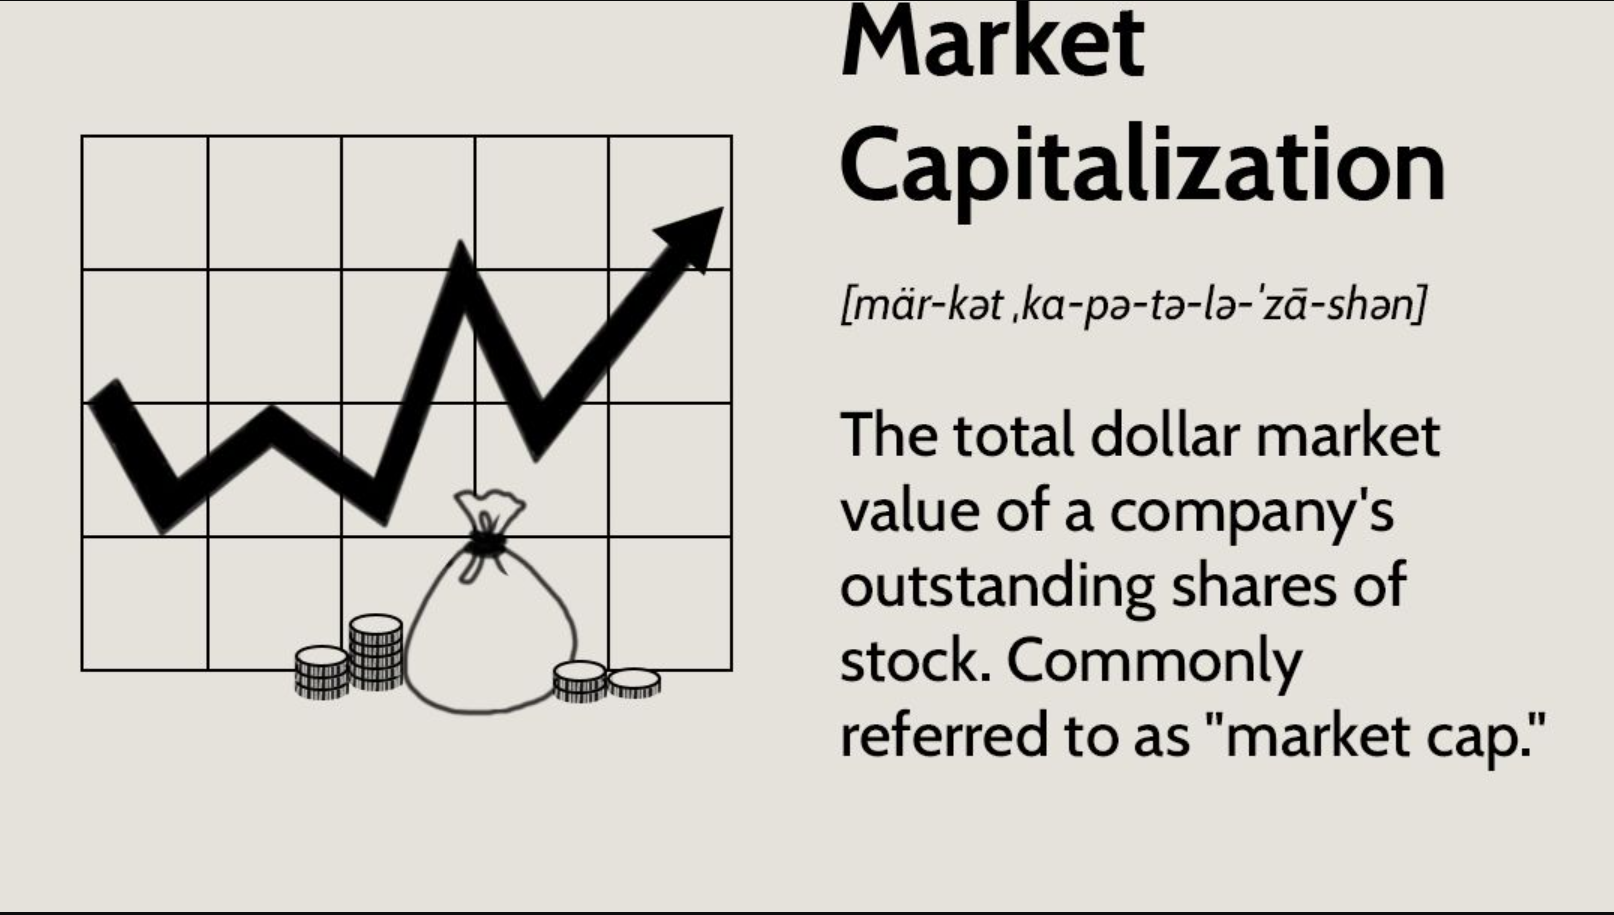 Market
Capitalization
[mär-kət ˌka-pə-tə-lə-ˈzā-shən]
The total dollar market
value of a company's
outstanding shares of
stock. Commonly
referred to as "market cap."